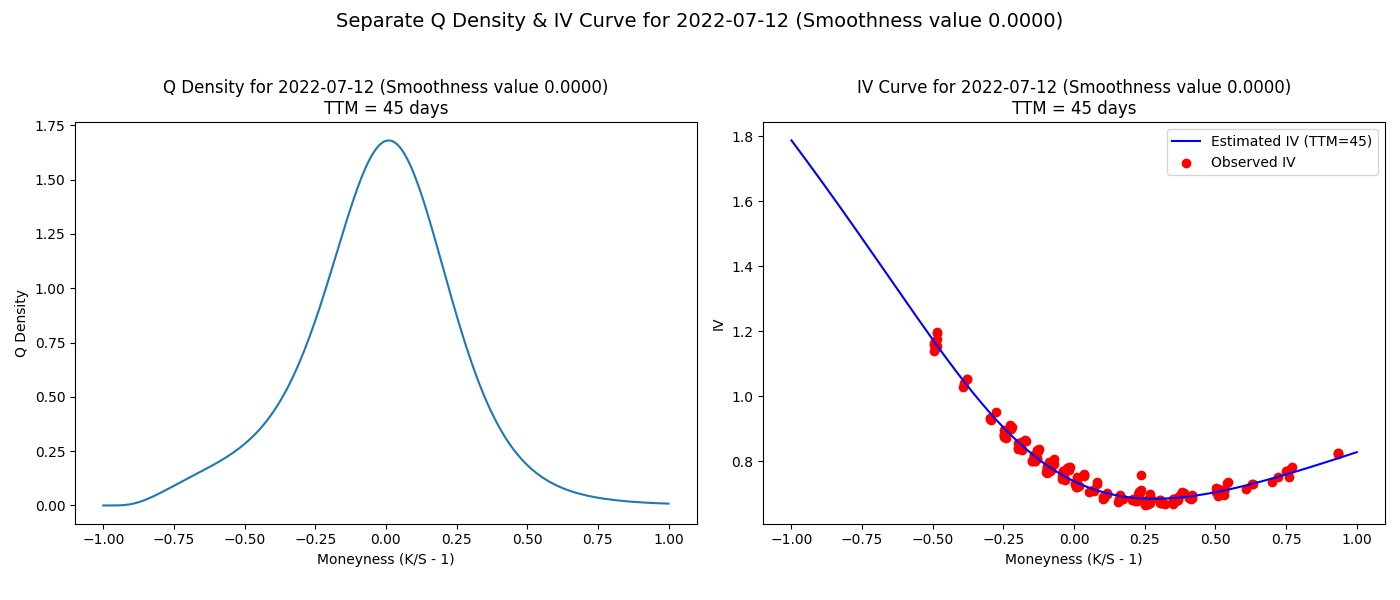 Separate Q Density & IV Curve for 2022-07-12 (Smoothness value 0.0000)
Q Density for 2022-07-12 (Smoothness value 0.0000)
TTM = 45 days
1.75
1.50
1.25
1.00
0.75
0.50
0.25
0.00
Q Density
−1.00 −0.75 −0.50 −0.25 0.00 0.25 0.50 0.75 1.00
Moneyness (K/S - 1)
IV Curve for 2022-07-12 (Smoothness value 0.0000)
TTM = 45 days
Estimated IV (TTM=45)
Observed IV
1.8
1.6
1.4
1.2
1.0
0.8
IV
−1.00 −0.75 −0.50 −0.25 0.00 0.25 0.50 0.75 1.00
Moneyness (K/S - 1)